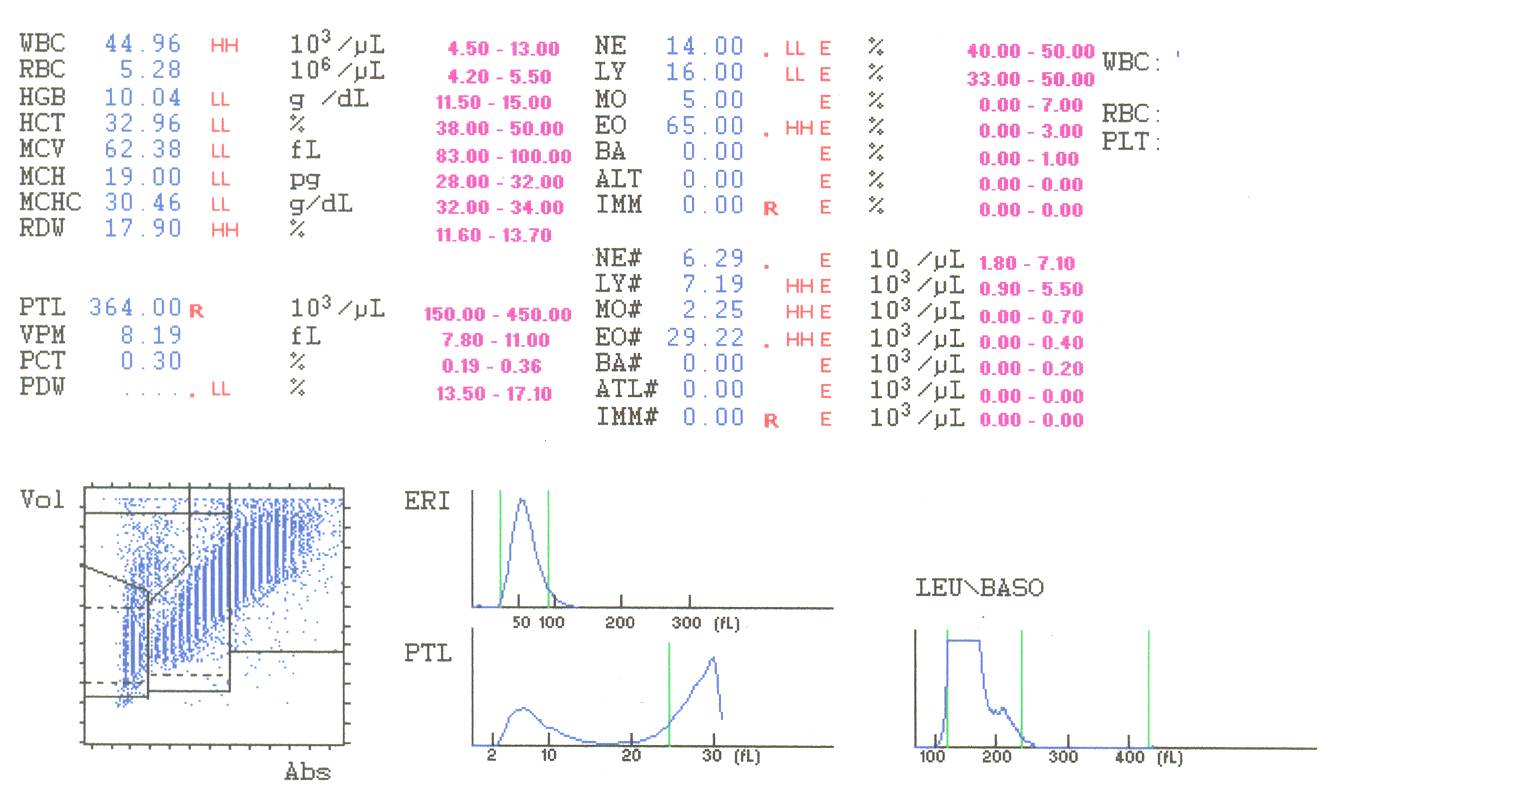 WBC 44.96 HH 10³/µL 4.50 - 13.00
RBC 5.28 10⁶/µL 4.20 - 5.50
HGB 10.04 LL g /dL 11.50 - 15.00
HCT 32.96 LL % 38.00 - 50.00
MCV 62.38 LL fL 83.00 - 100.00
MCH 19.00 LL pg 28.00 - 32.00
MCHC 30.46 LL g/dL 32.00 - 34.00
RDW 17.90 HH % 11.60 - 13.70
PTL 364.00 R 10³/µL 150.00 - 450.00
VPM 8.19 fL 7.80 - 11.00
PCT 0.30 % 0.19 - 0.36
PDW ..... LL % 13.50 - 17.10
NE 14.00 . LL E % 40.00 - 50.00
LY 16.00 LL E % 33.00 - 50.00
MO 5.00 E % 0.00 - 7.00
EO 65.00 . HH E % 0.00 - 3.00
BA 0.00 E % 0.00 - 1.00
ALT 0.00 E % 0.00 - 0.00
IMM 0.00 R E % 0.00 - 0.00
NE# 6.29 . E 10 /µL 1.80 - 7.10
LY# 7.19 HH E 10³/µL 0.90 - 5.50
MO# 2.25 HH E 10³/µL 0.00 - 0.70
EO# 29.22 . HH E 10³/µL 0.00 - 0.40
BA# 0.00 E 10³/µL 0.00 - 0.20
ATL# 0.00 E 10³/µL 0.00 - 0.00
IMM# 0.00 R E 10³/µL 0.00 - 0.00
WBC:
RBC:
PLT:
Vol
Abs
ERI
50 100 200 300 (fL)
PTL
2 10 20 30 (fL)
LEU\BASO
100 200 300 400 (fL)